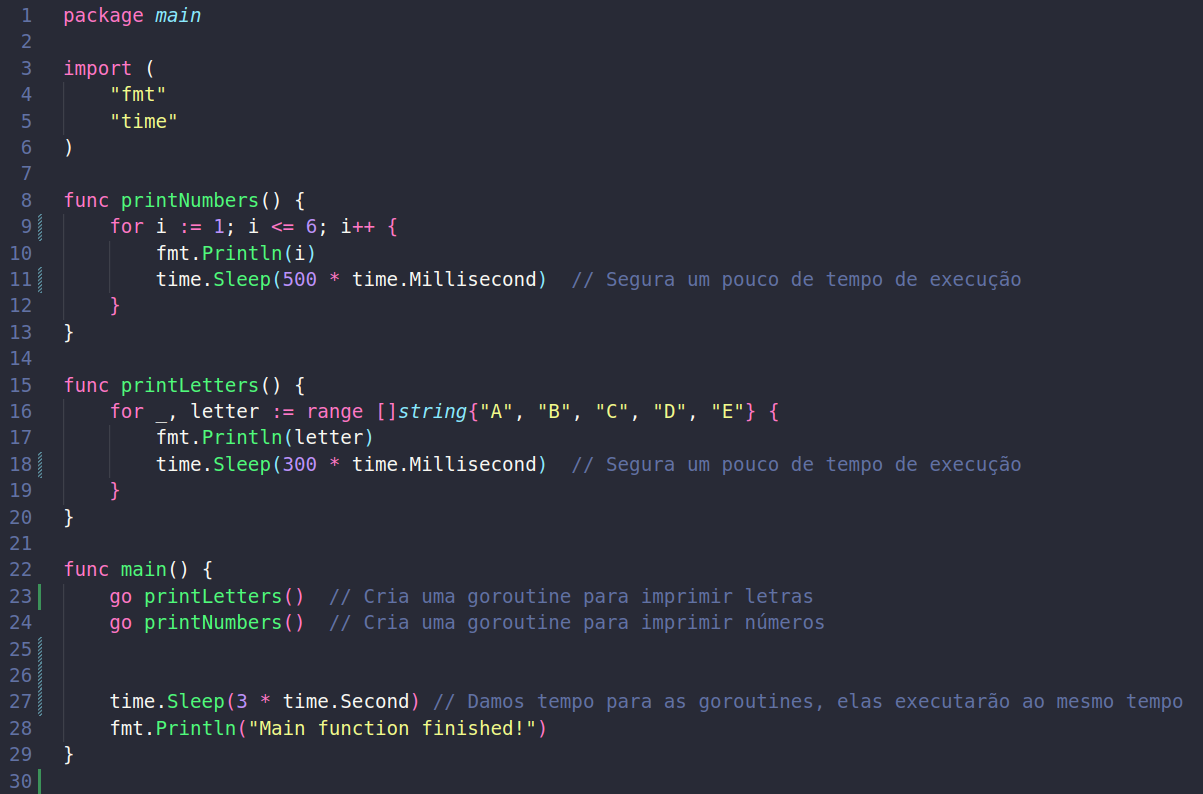 1 package main
2
3 import (
4     "fmt"
5     "time"
6 )
7
8 func printNumbers() {
9     for i := 1; i <= 6; i++ {
10         fmt.Println(i)
11         time.Sleep(500 * time.Millisecond)  // Segura um pouco de tempo de execução
12     }
13 }
14
15 func printLetters() {
16     for _, letter := range []string{"A", "B", "C", "D", "E"} {
17         fmt.Println(letter)
18         time.Sleep(300 * time.Millisecond)  // Segura um pouco de tempo de execução
19     }
20 }
21
22 func main() {
23     go printLetters()  // Cria uma goroutine para imprimir letras
24     go printNumbers()  // Cria uma goroutine para imprimir números
25
26
27     time.Sleep(3 * time.Second) // Damos tempo para as goroutines, elas executarão ao mesmo tempo
28     fmt.Println("Main function finished!")
29 }
30